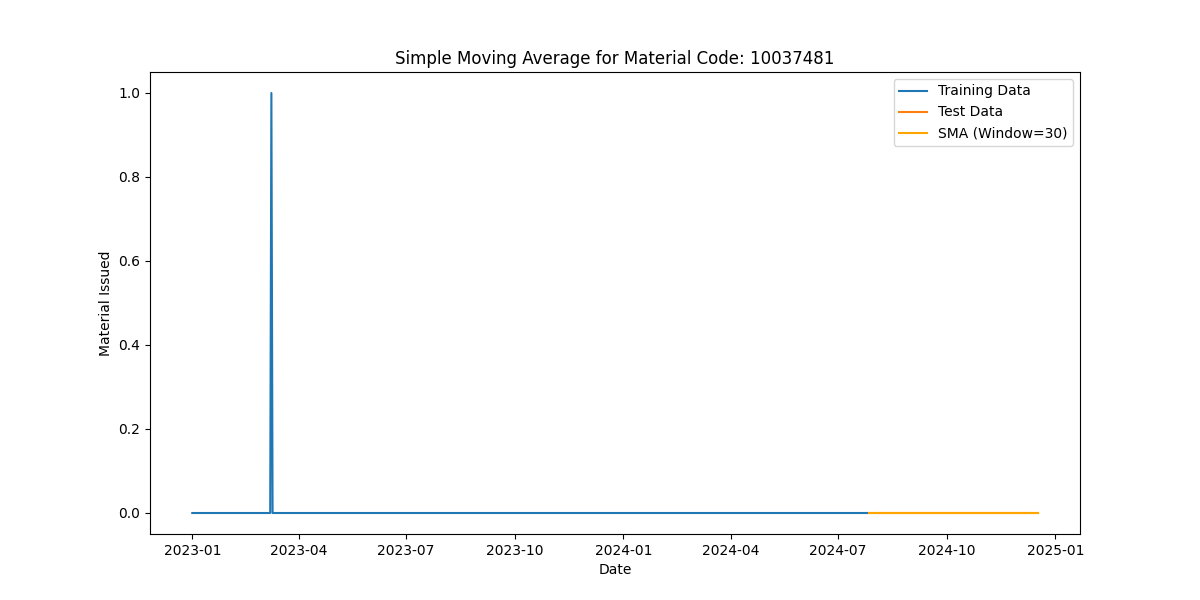 Simple Moving Average for Material Code: 10037481
Training Data
Test Data
SMA (Window=30)
Material Issued
1.0
0.8
0.6
0.4
0.2
0.0
2023-01 2023-04 2023-07 2023-10 2024-01 2024-04 2024-07 2024-10 2025-01
Date